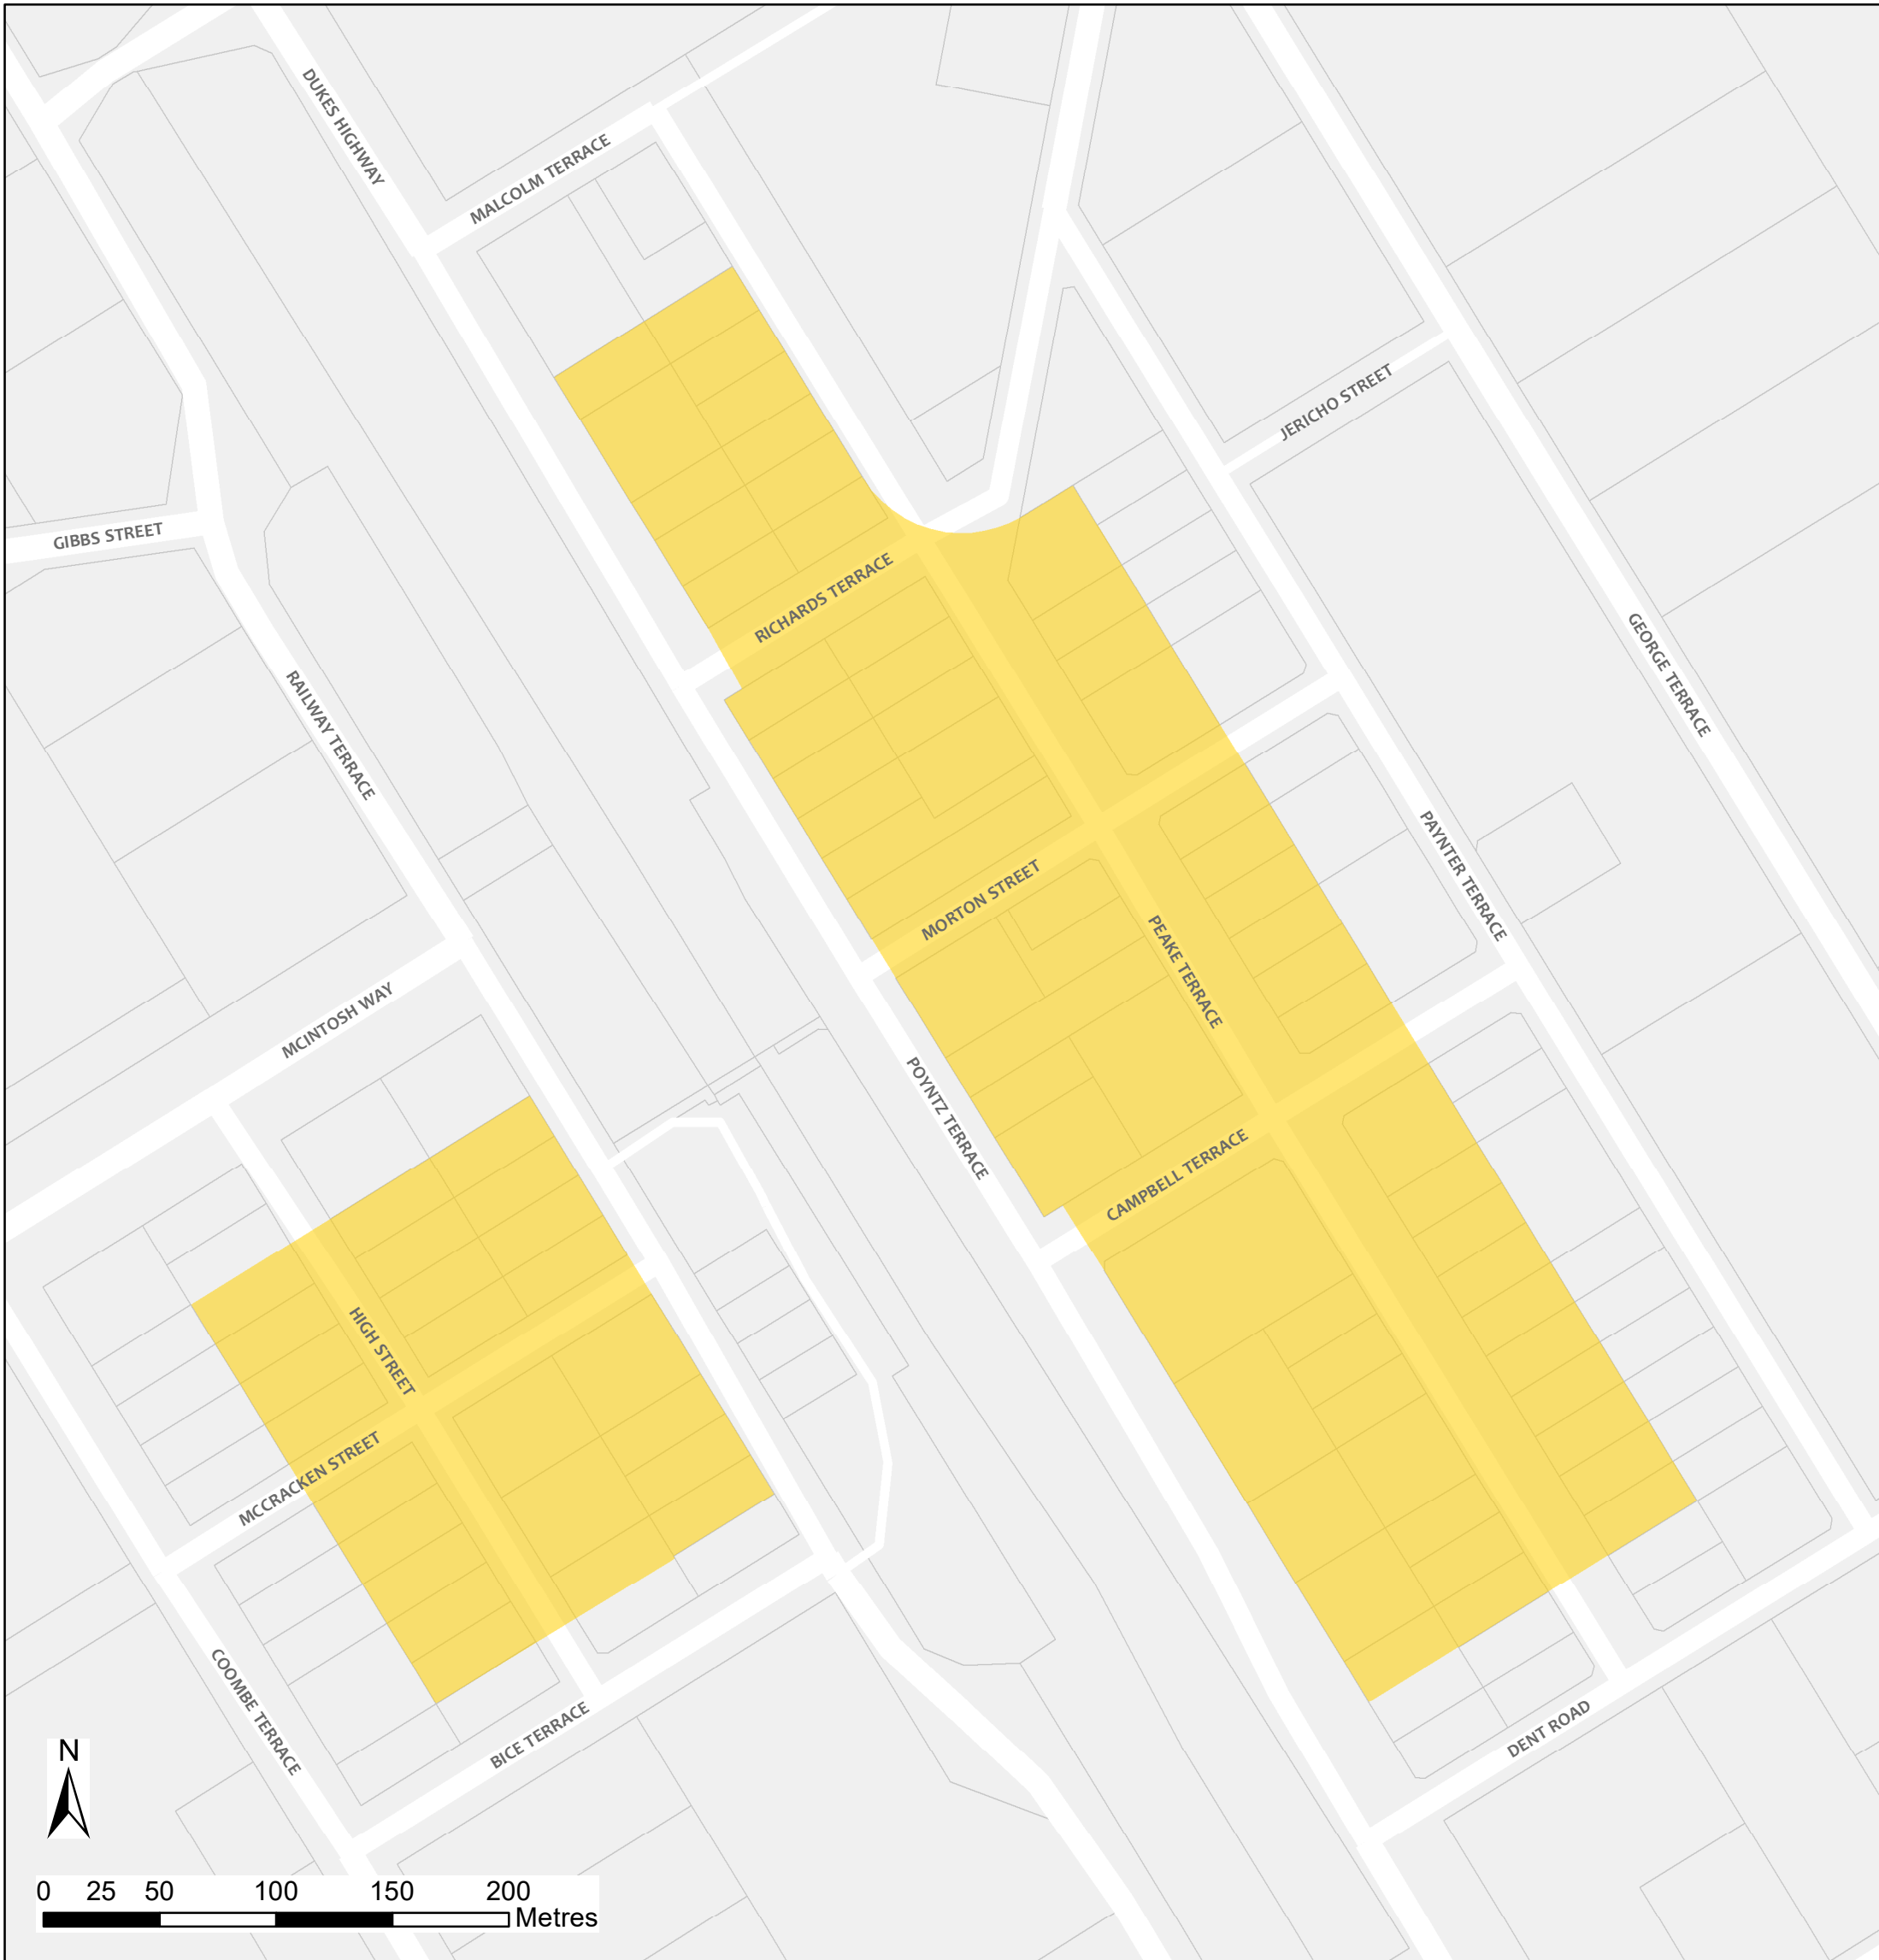 DUKES HIGHWAY
MALCOLM TERRACE
JERICHO STREET
GIBBS STREET
RICHARDS TERRACE
RAILWAY TERRACE
GEORGE TERRACE
PAYNTER TERRACE
MORTON STREET
PEAKE TERRACE
MCINTOSH WAY
POYNTZ TERRACE
CAMPBELL TERRACE
HIGH STREET
MCCRACKEN STREET
COOMBE TERRACE
BICE TERRACE
DENT ROAD
N
0 25 50 100 150 200
Metres